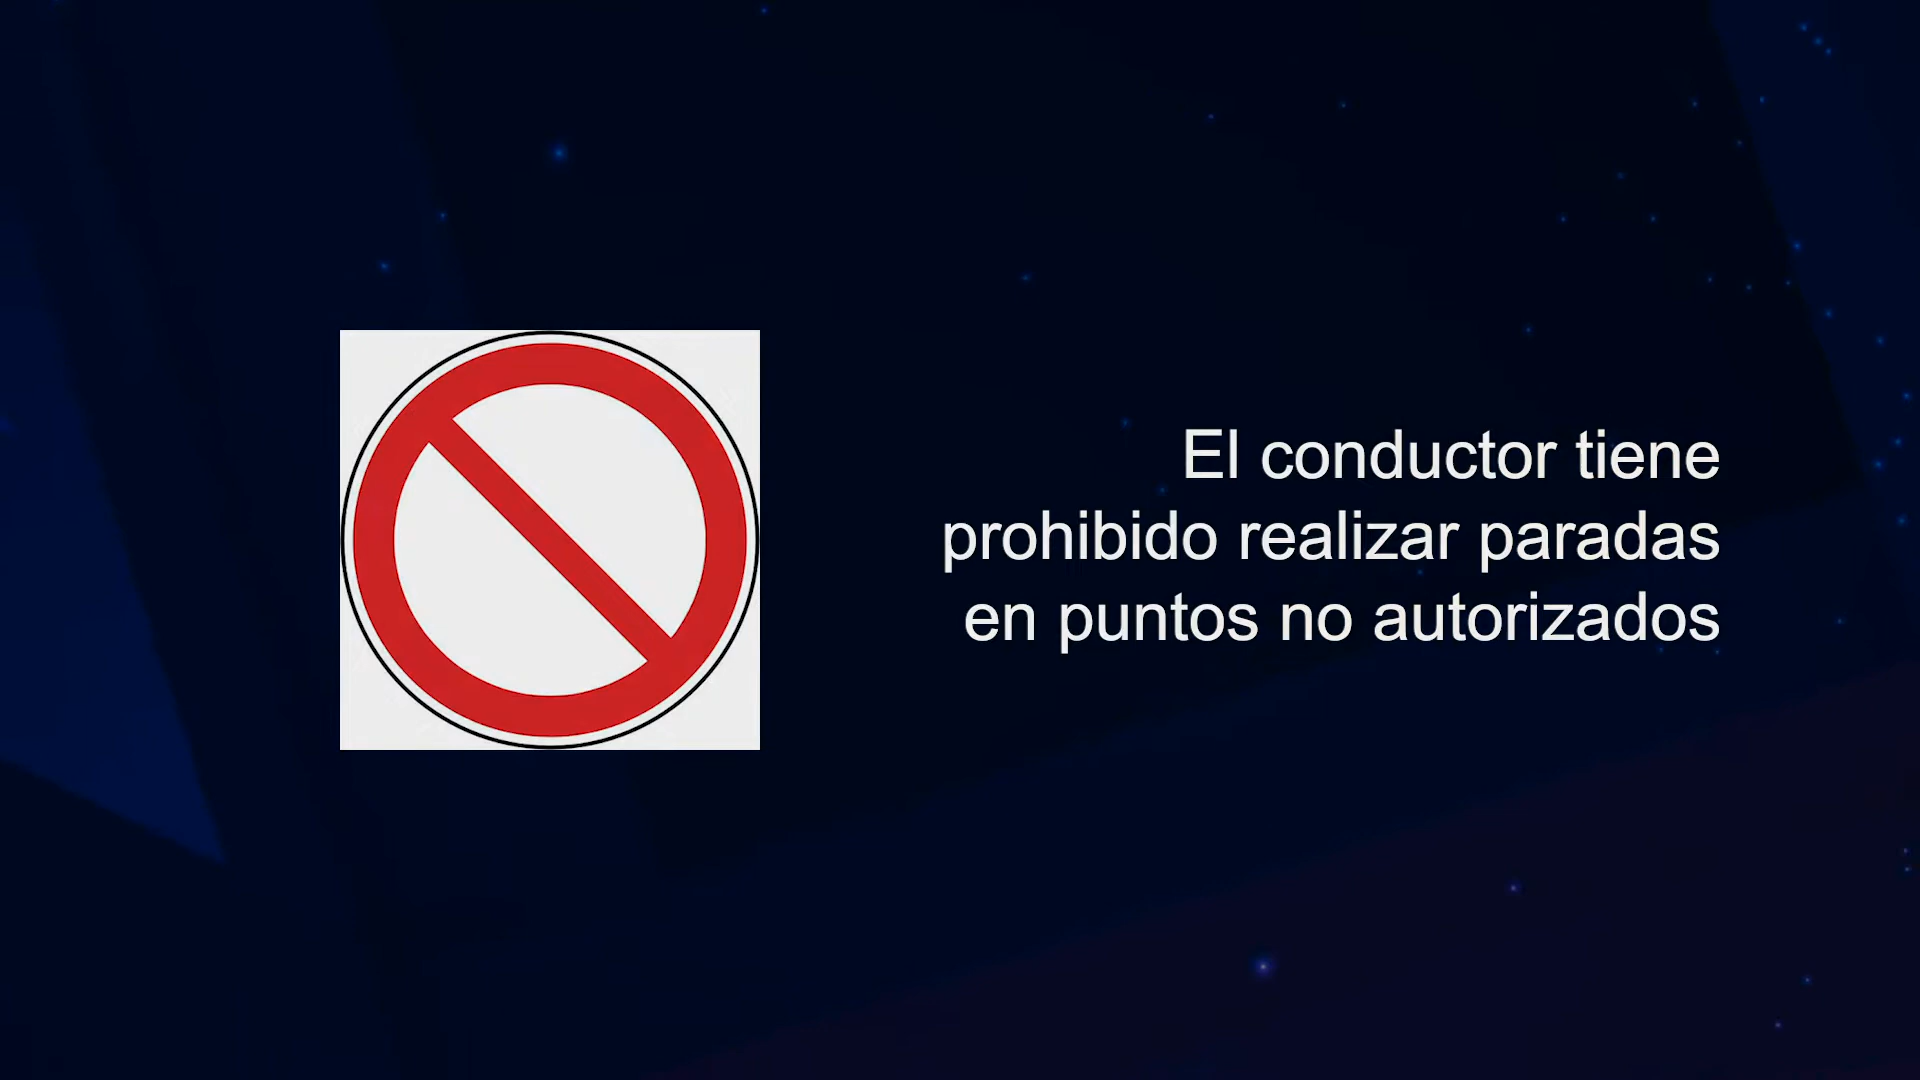 El conductor tiene
prohibido realizar paradas
en puntos no autorizados